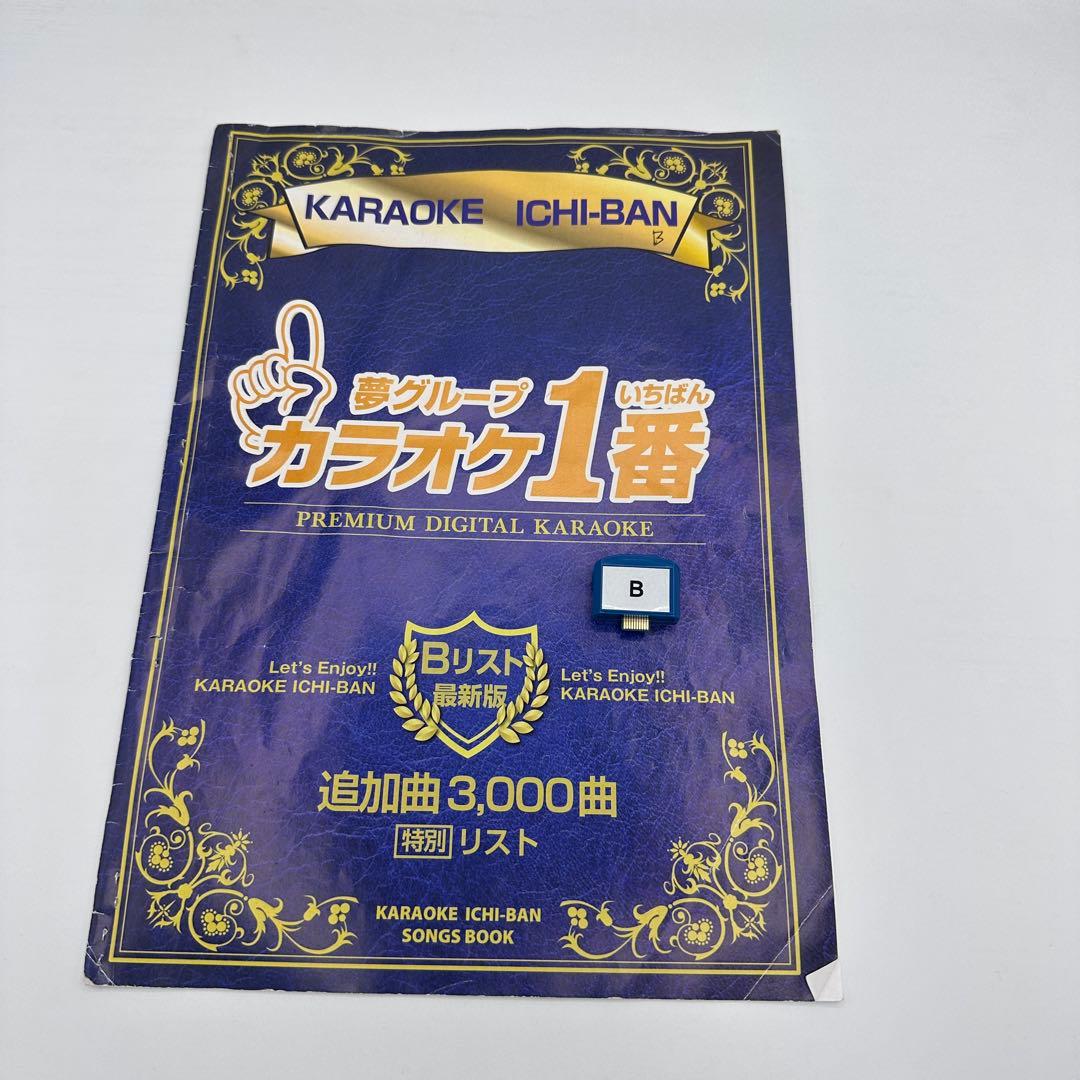 KARAOKE ICHI-BAN
B
夢グループ いちばん
カラオケ1番
PREMIUM DIGITAL KARAOKE
B
Let's Enjoy!!
KARAOKE ICHI-BAN
Bリスト
最新版
Let's Enjoy!!
KARAOKE ICHI-BAN
追加曲3,000曲
特別 リスト
KARAOKE ICHI-BAN
SONGS BOOK